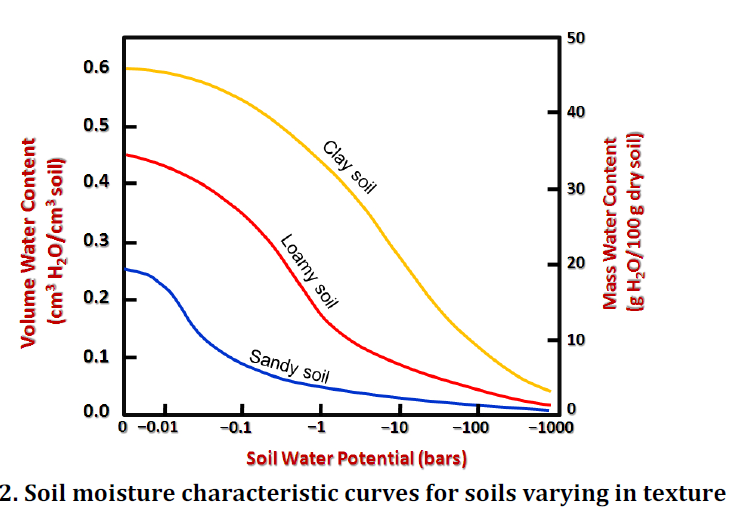 50
0.6
40
0.5
Clay soil
0.4
30
Volume Water Content
(cm³ H₂O/cm³ soil)
Mass Water Content
(g H₂O/100 g dry soil)
0.3
Loamy soil
20
0.2
10
0.1
Sandy soil
0.0
0
0 −0.01 −0.1 −1 −10 −100 −1000
Soil Water Potential (bars)
2. Soil moisture characteristic curves for soils varying in texture